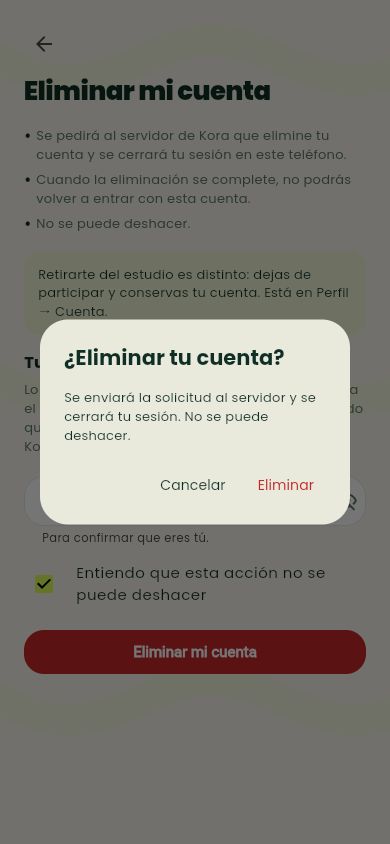 Eliminar mi cuenta
• Se pedirá al servidor de Kora que elimine tu
cuenta y se cerrará tu sesión en este teléfono.
• Cuando la eliminación se complete, no podrás
volver a entrar con esta cuenta.
• No se puede deshacer.
Retirarte del estudio es distinto: dejas de
participar y conservas tu cuenta. Está en Perfil
→ Cuenta.
¿Eliminar tu cuenta?
Se enviará la solicitud al servidor y se
cerrará tu sesión. No se puede
deshacer.
Cancelar Eliminar
Para confirmar que eres tú.
Entiendo que esta acción no se
puede deshacer
Eliminar mi cuenta